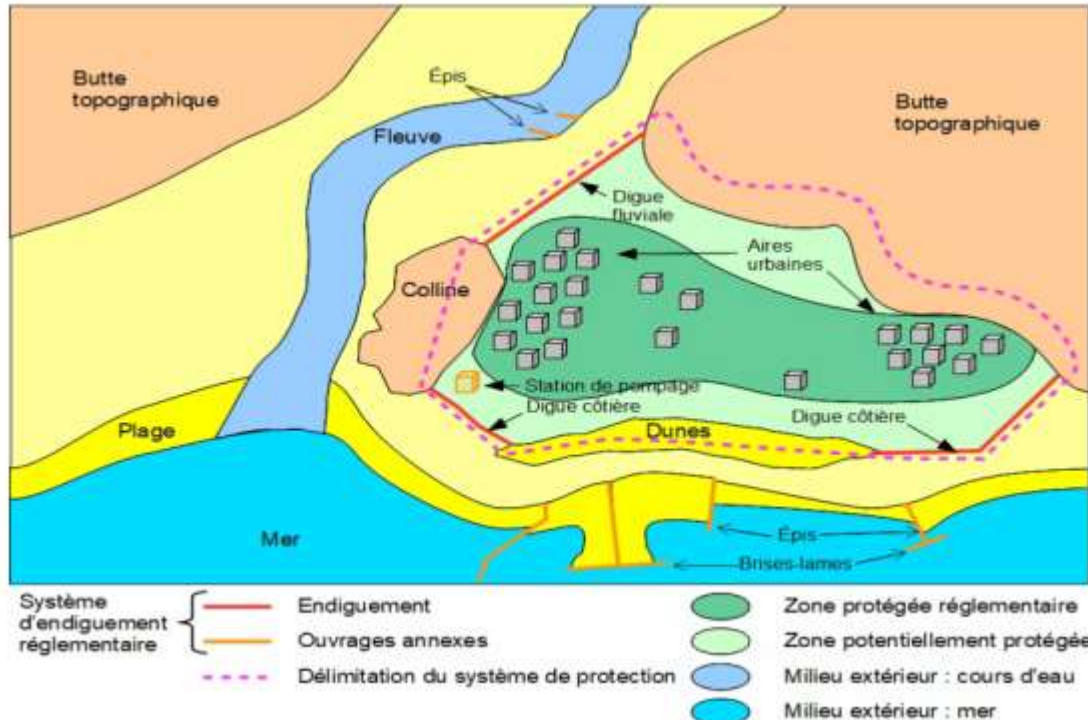 Butte
topographique
Épis
Fleuve
Butte
topographique
Digue
fluviale
Aires
urbaines
Colline
Station de pompage
Digue côtière
Digue côtière
Plage
Dunes
Mer
Épis
Brises-lames
Système
d'endiguement
réglementaire
Endiguement
Ouvrages annexes
Délimitation du système de protection
Zone protégée réglementaire
Zone potentiellement protégée
Milieu extérieur : cours d'eau
Milieu extérieur : mer